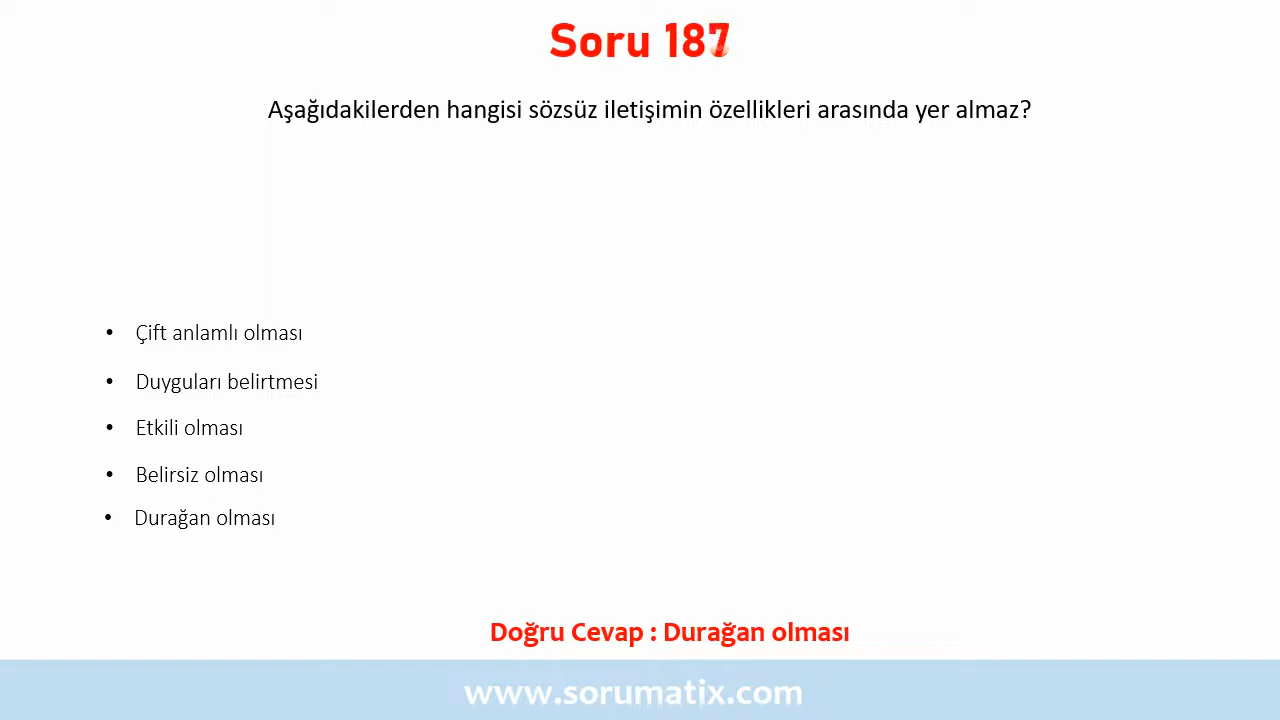 Soru 187
Aşağıdakilerden hangisi sözsüz iletişimin özellikleri arasında yer almaz?
• Çift anlamlı olması
• Duyguları belirtmesi
• Etkili olması
• Belirsiz olması
• Durağan olması
Doğru Cevap : Durağan olması
www.sorumatix.com